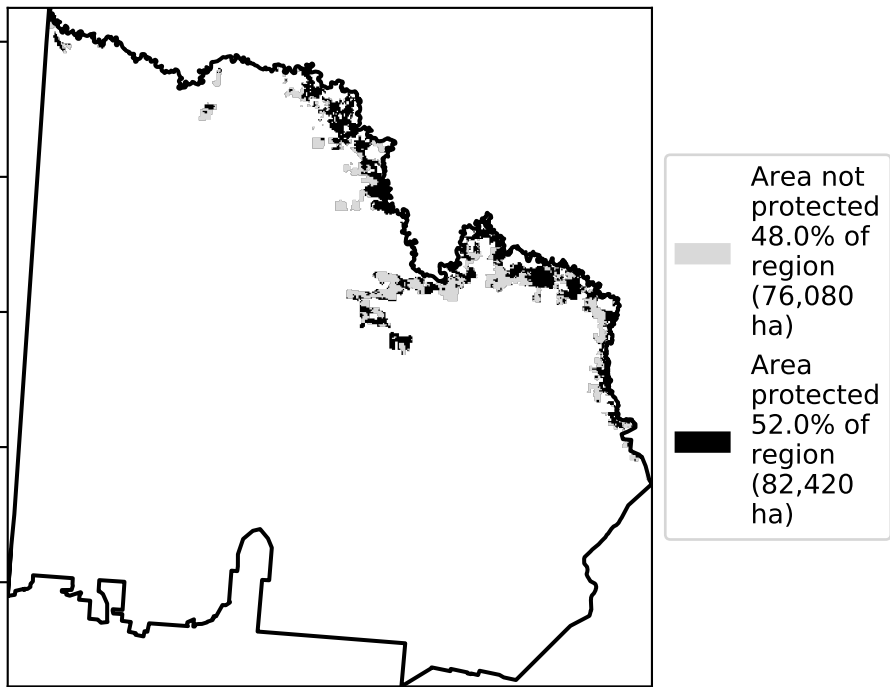 Area not
protected
48.0% of
region
(76,080
ha)
Area
protected
52.0% of
region
(82,420
ha)